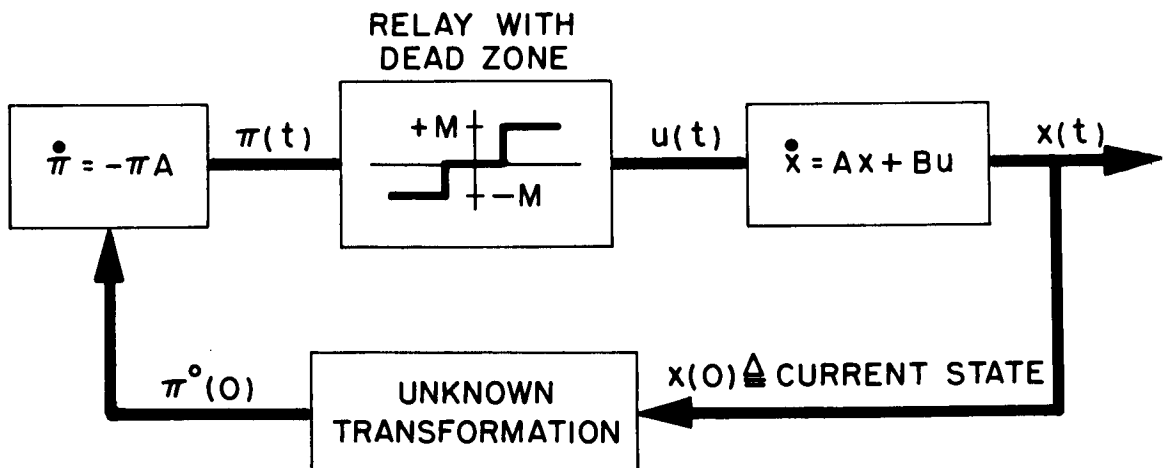 RELAY WITH
DEAD ZONE
π̇ = -πA
π(t)
+M
-M
u(t)
ẋ = Ax + Bu
x(t)
π°(0)
UNKNOWN
TRANSFORMATION
x(0) ≜ CURRENT STATE